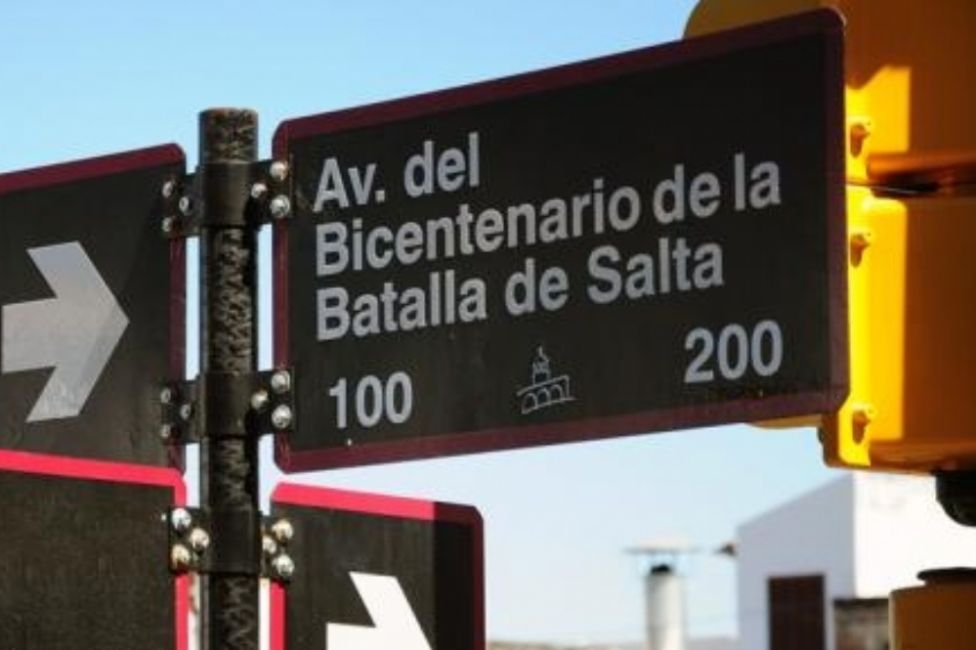 Av. del
Bicentenario de la
Batalla de Salta
100 200